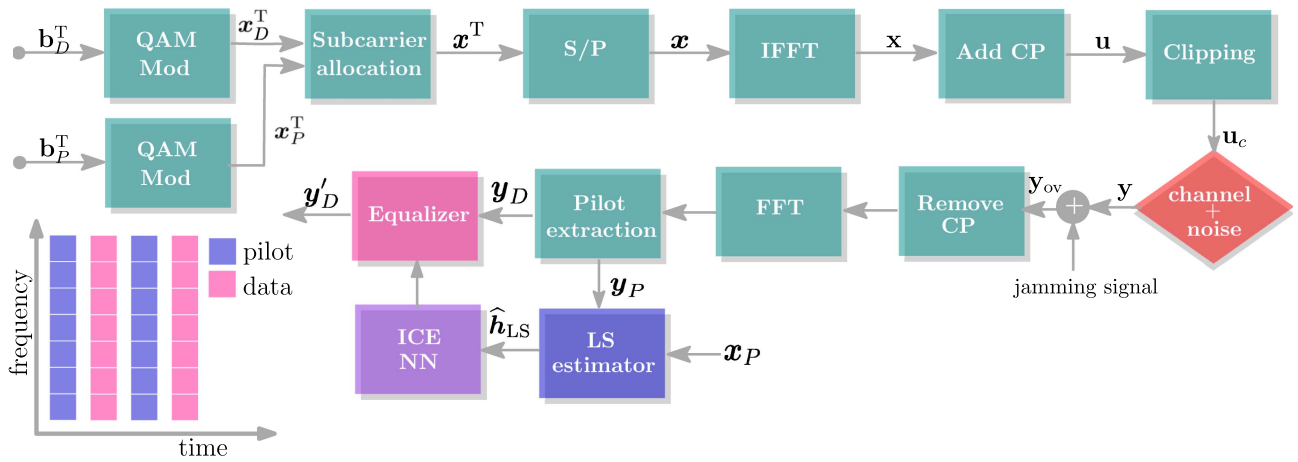 b_D^T
QAM
Mod
x_D^T
Subcarrier
allocation
x^T
S/P
x
IFFT
x
Add CP
u
Clipping
b_P^T
QAM
Mod
x_P^T
u_c
y'_D
Equalizer
y_D
Pilot
extraction
FFT
Remove
CP
y_ov
+
y
channel
+
noise
jamming signal
y_P
ICE
NN
ĥ_LS
LS
estimator
x_P
frequency
pilot
data
time